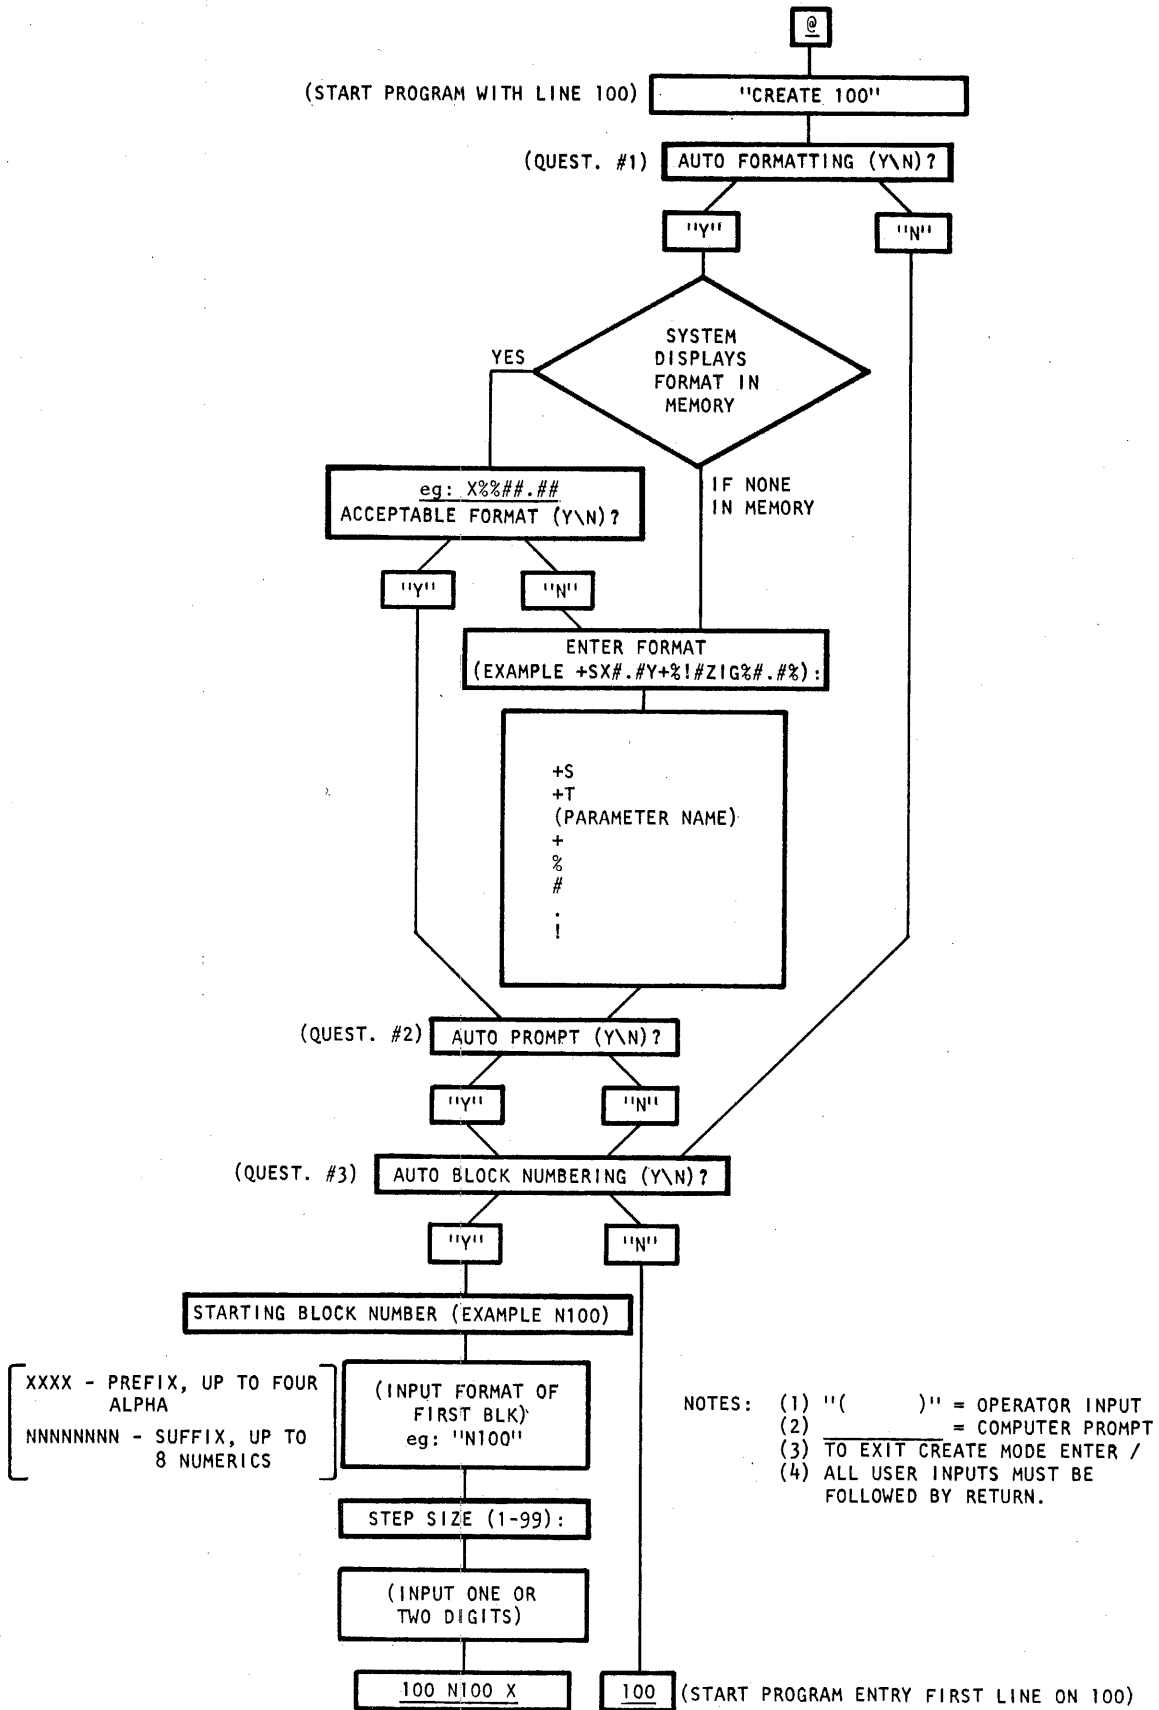 @
(START PROGRAM WITH LINE 100)
"CREATE 100"
(QUEST. #1)
AUTO FORMATTING (Y\N)?
"Y"
"N"
SYSTEM
DISPLAYS
FORMAT IN
MEMORY
YES
IF NONE
IN MEMORY
eg: X%%##.##
ACCEPTABLE FORMAT (Y\N)?
"Y"
"N"
ENTER FORMAT
(EXAMPLE +SX#.#Y+%!#ZIG%#.#%):
+S
+T
(PARAMETER NAME)
+
%
#
.
!
(QUEST. #2)
AUTO PROMPT (Y\N)?
"Y"
"N"
(QUEST. #3)
AUTO BLOCK NUMBERING (Y\N)?
"Y"
"N"
STARTING BLOCK NUMBER (EXAMPLE N100)
XXXX - PREFIX, UP TO FOUR
ALPHA
NNNNNNNN - SUFFIX, UP TO
8 NUMERICS
(INPUT FORMAT OF
FIRST BLK)
eg: "N100"
STEP SIZE (1-99):
(INPUT ONE OR
TWO DIGITS)
100 N100 X
100
(START PROGRAM ENTRY FIRST LINE ON 100)
NOTES: (1) "( )" = OPERATOR INPUT
(2) ________ = COMPUTER PROMPT
(3) TO EXIT CREATE MODE ENTER /
(4) ALL USER INPUTS MUST BE
FOLLOWED BY RETURN.